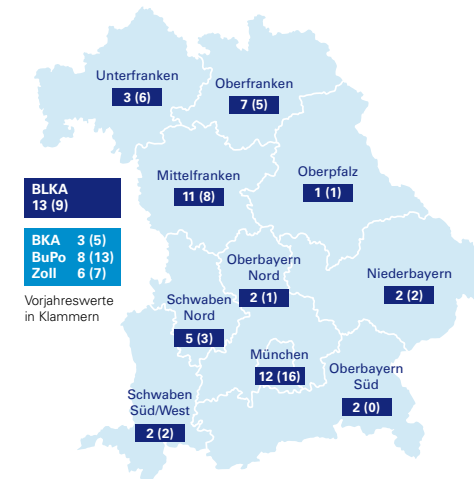 Unterfranken
3 (6)
Oberfranken
7 (5)
Mittelfranken
11 (8)
Oberpfalz
1 (1)
BLKA
13 (9)
BKA 3 (5)
BuPo 8 (13)
Zoll 6 (7)
Vorjahreswerte
in Klammern
Oberbayern
Nord
2 (1)
Niederbayern
2 (2)
Schwaben
Nord
5 (3)
München
12 (16)
Oberbayern
Süd
2 (0)
Schwaben
Süd/West
2 (2)